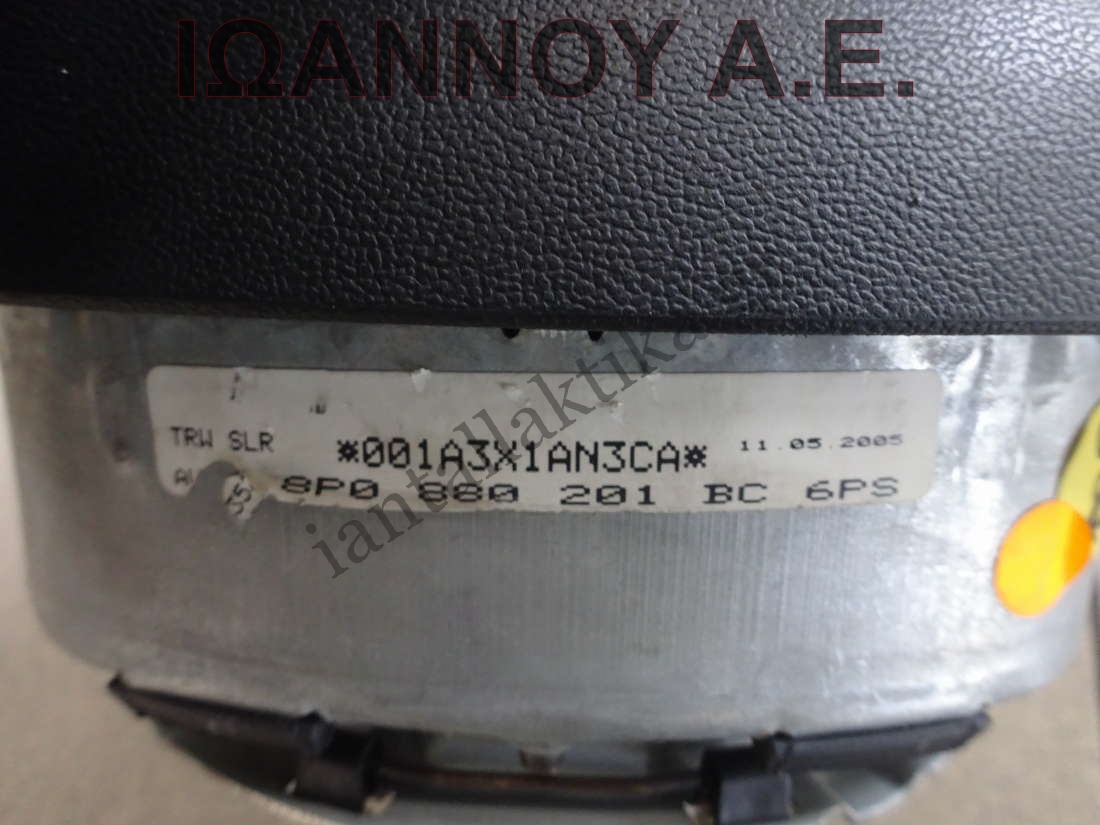 ΙΩΑΝΝΟΥ Α.Ε.
TRW SLR *001A3X1AN3CA* 11.05.2005
8P0 880 201 BC 6PS
iantallaktika